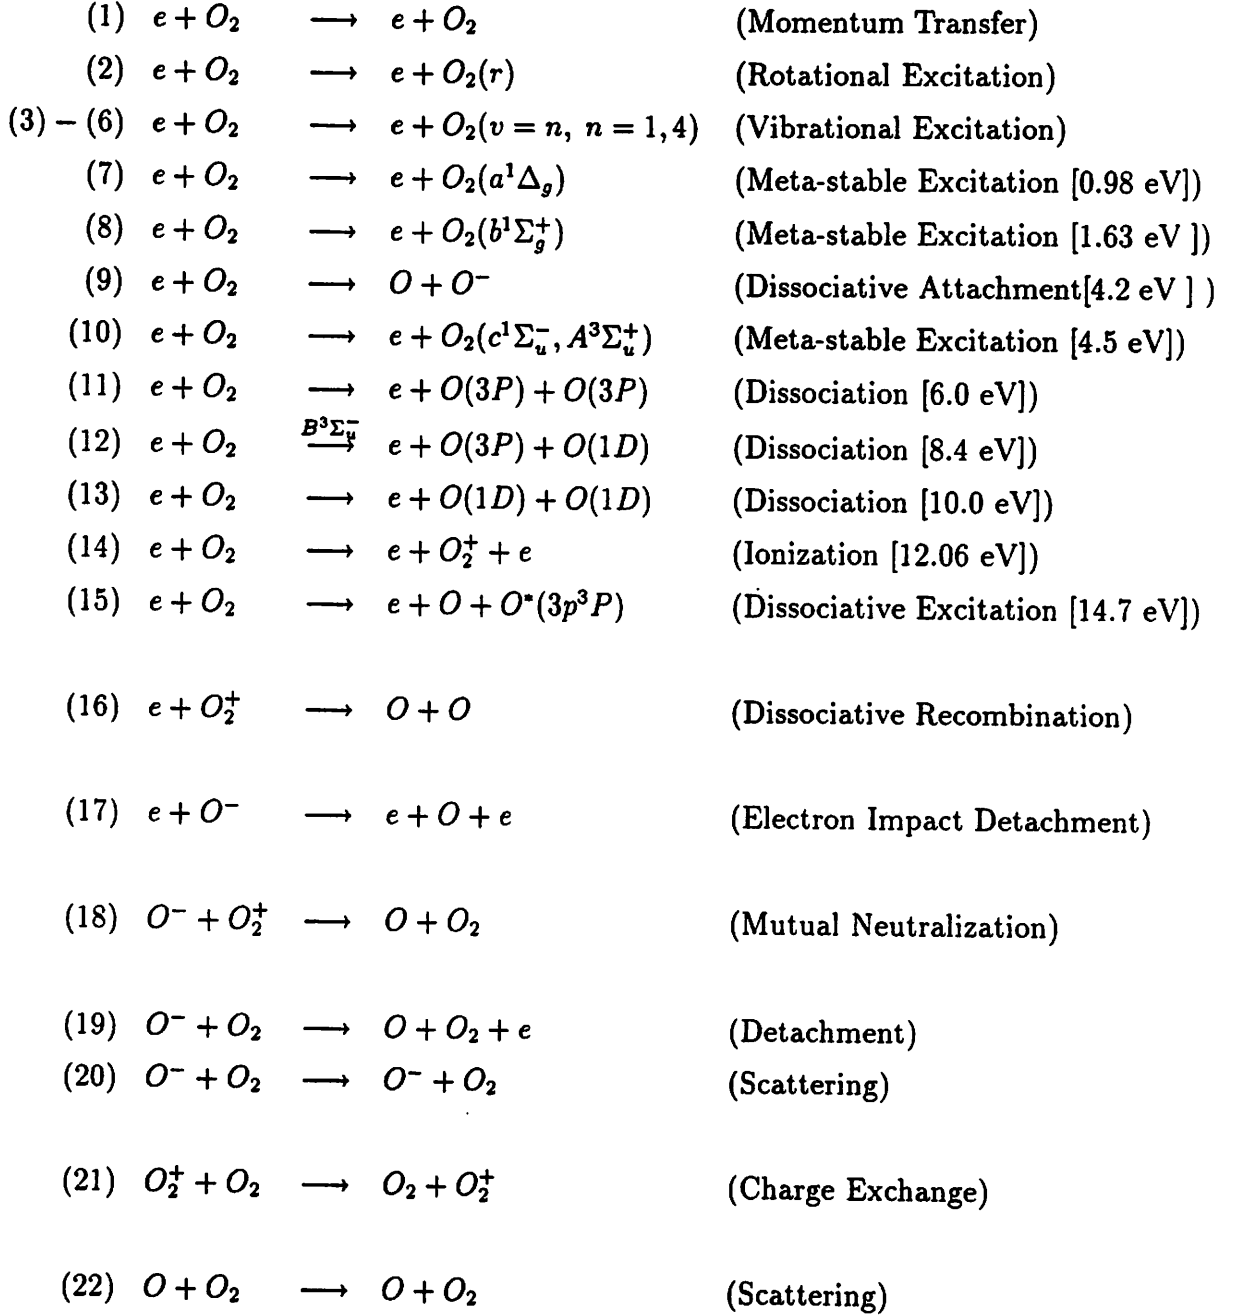 (1) e + O₂ ⟶ e + O₂ (Momentum Transfer)
(2) e + O₂ ⟶ e + O₂(r) (Rotational Excitation)
(3) – (6) e + O₂ ⟶ e + O₂(v = n, n = 1,4) (Vibrational Excitation)
(7) e + O₂ ⟶ e + O₂(a¹Δ_g) (Meta-stable Excitation [0.98 eV])
(8) e + O₂ ⟶ e + O₂(b¹Σ_g⁺) (Meta-stable Excitation [1.63 eV ])
(9) e + O₂ ⟶ O + O⁻ (Dissociative Attachment[4.2 eV ] )
(10) e + O₂ ⟶ e + O₂(c¹Σ_u⁻, A³Σ_u⁺) (Meta-stable Excitation [4.5 eV])
(11) e + O₂ ⟶ e + O(3P) + O(3P) (Dissociation [6.0 eV])
(12) e + O₂ B³Σ_u⁻ ⟶ e + O(3P) + O(1D) (Dissociation [8.4 eV])
(13) e + O₂ ⟶ e + O(1D) + O(1D) (Dissociation [10.0 eV])
(14) e + O₂ ⟶ e + O₂⁺ + e (Ionization [12.06 eV])
(15) e + O₂ ⟶ e + O + O*(3p³P) (Dissociative Excitation [14.7 eV])
(16) e + O₂⁺ ⟶ O + O (Dissociative Recombination)
(17) e + O⁻ ⟶ e + O + e (Electron Impact Detachment)
(18) O⁻ + O₂⁺ ⟶ O + O₂ (Mutual Neutralization)
(19) O⁻ + O₂ ⟶ O + O₂ + e (Detachment)
(20) O⁻ + O₂ ⟶ O⁻ + O₂ (Scattering)
(21) O₂⁺ + O₂ ⟶ O₂ + O₂⁺ (Charge Exchange)
(22) O + O₂ ⟶ O + O₂ (Scattering)